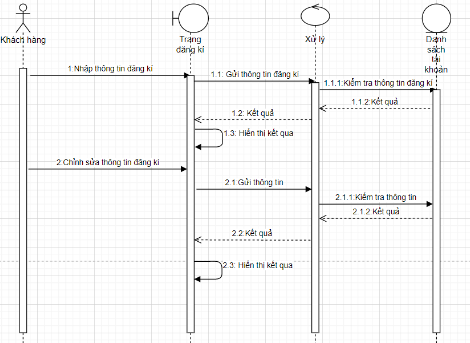 Khách hàng
Trang
đăng kí
Xử lý
Danh
sách
tài
khoản
1.Nhập thông tin đăng kí
1.1: Gửi thông tin đăng kí
1.1.1:Kiểm tra thông tin đăng kí
1.1.2:Kết quả
1.2: Kết quả
1.3: Hiển thị kết qua
2.Chỉnh sửa thông tin đăng kí
2.1.Gửi thông tin
2.1.1:Kiểm tra thông tin
2.1.2:Kết quả
2.2:Kết quả
2.3: Hiển thị kết quả